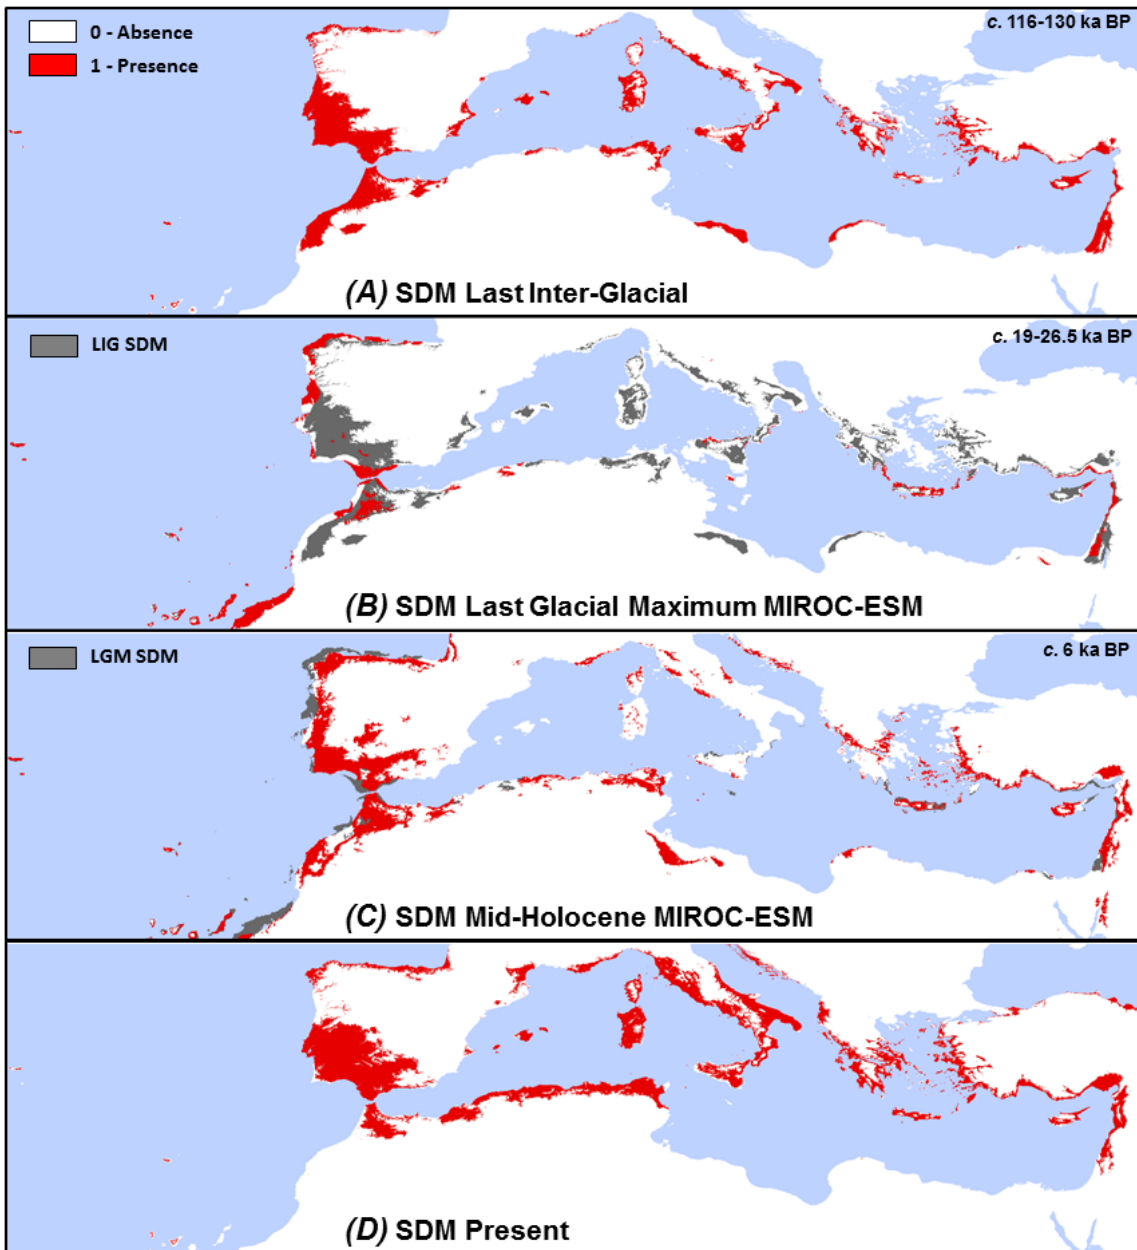 0 - Absence
1 - Presence
c. 116-130 ka BP
(A) SDM Last Inter-Glacial
LIG SDM
c. 19-26.5 ka BP
(B) SDM Last Glacial Maximum MIROC-ESM
LGM SDM
c. 6 ka BP
(C) SDM Mid-Holocene MIROC-ESM
(D) SDM Present